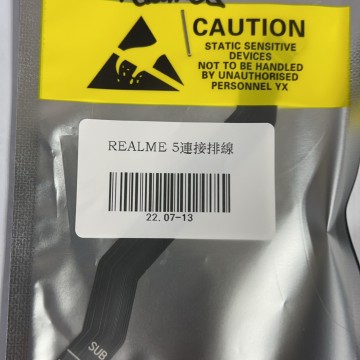 CAUTION
STATIC SENSITIVE
DEVICES
NOT TO BE HANDLED
BY UNAUTHORISED
PERSONNEL YX
REALME 5連接排線
22.07-13
SUB